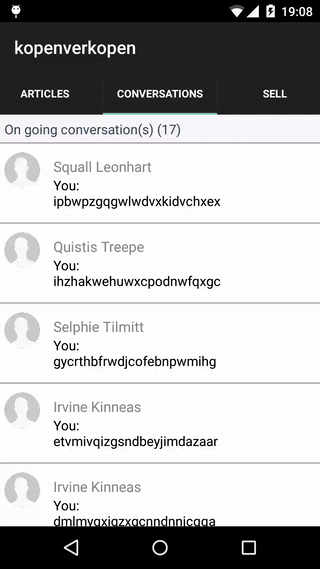 19:08
kopenverkopen
ARTICLES CONVERSATIONS SELL
On going conversation(s) (17)
Squall Leonhart
You:
ipbwpzgqgwlwdvxkidvchxex
Quistis Treepe
You:
ihzhakwehuwxcpodnwfqxgc
Selphie Tilmitt
You:
gycrthbfrwdjcofebnpwmihg
Irvine Kinneas
You:
etvmivqizgsndbeyjimdazaar
Irvine Kinneas
You: